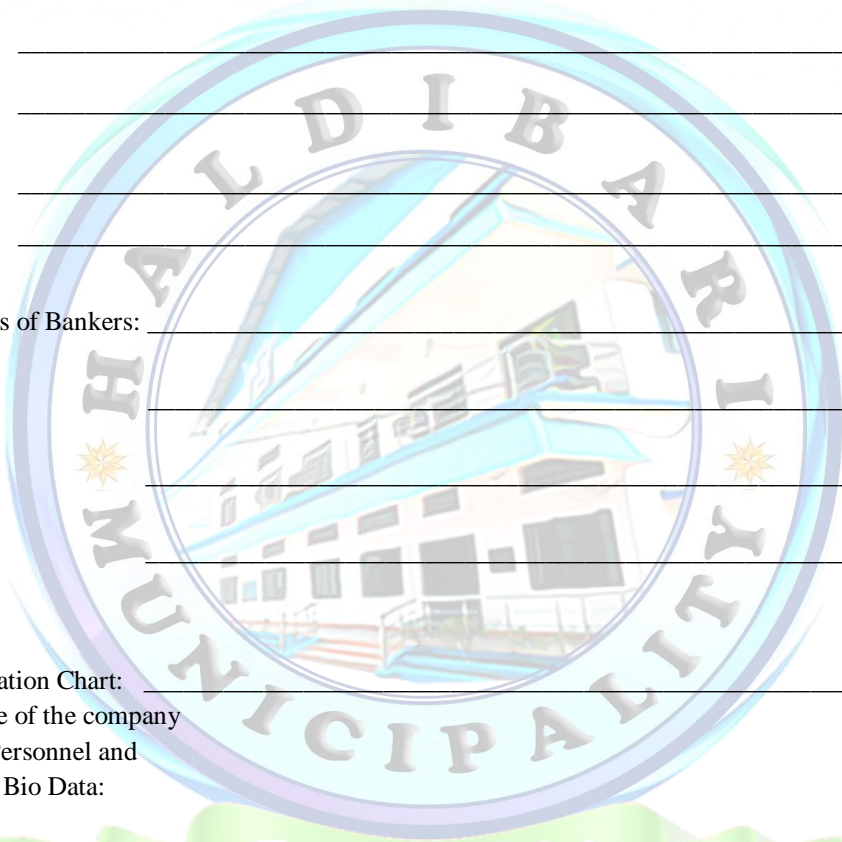 HALDIBARI
s of Bankers:
ation Chart:
e of the company
ersonnel and
Bio Data:
MUNICIPALITY